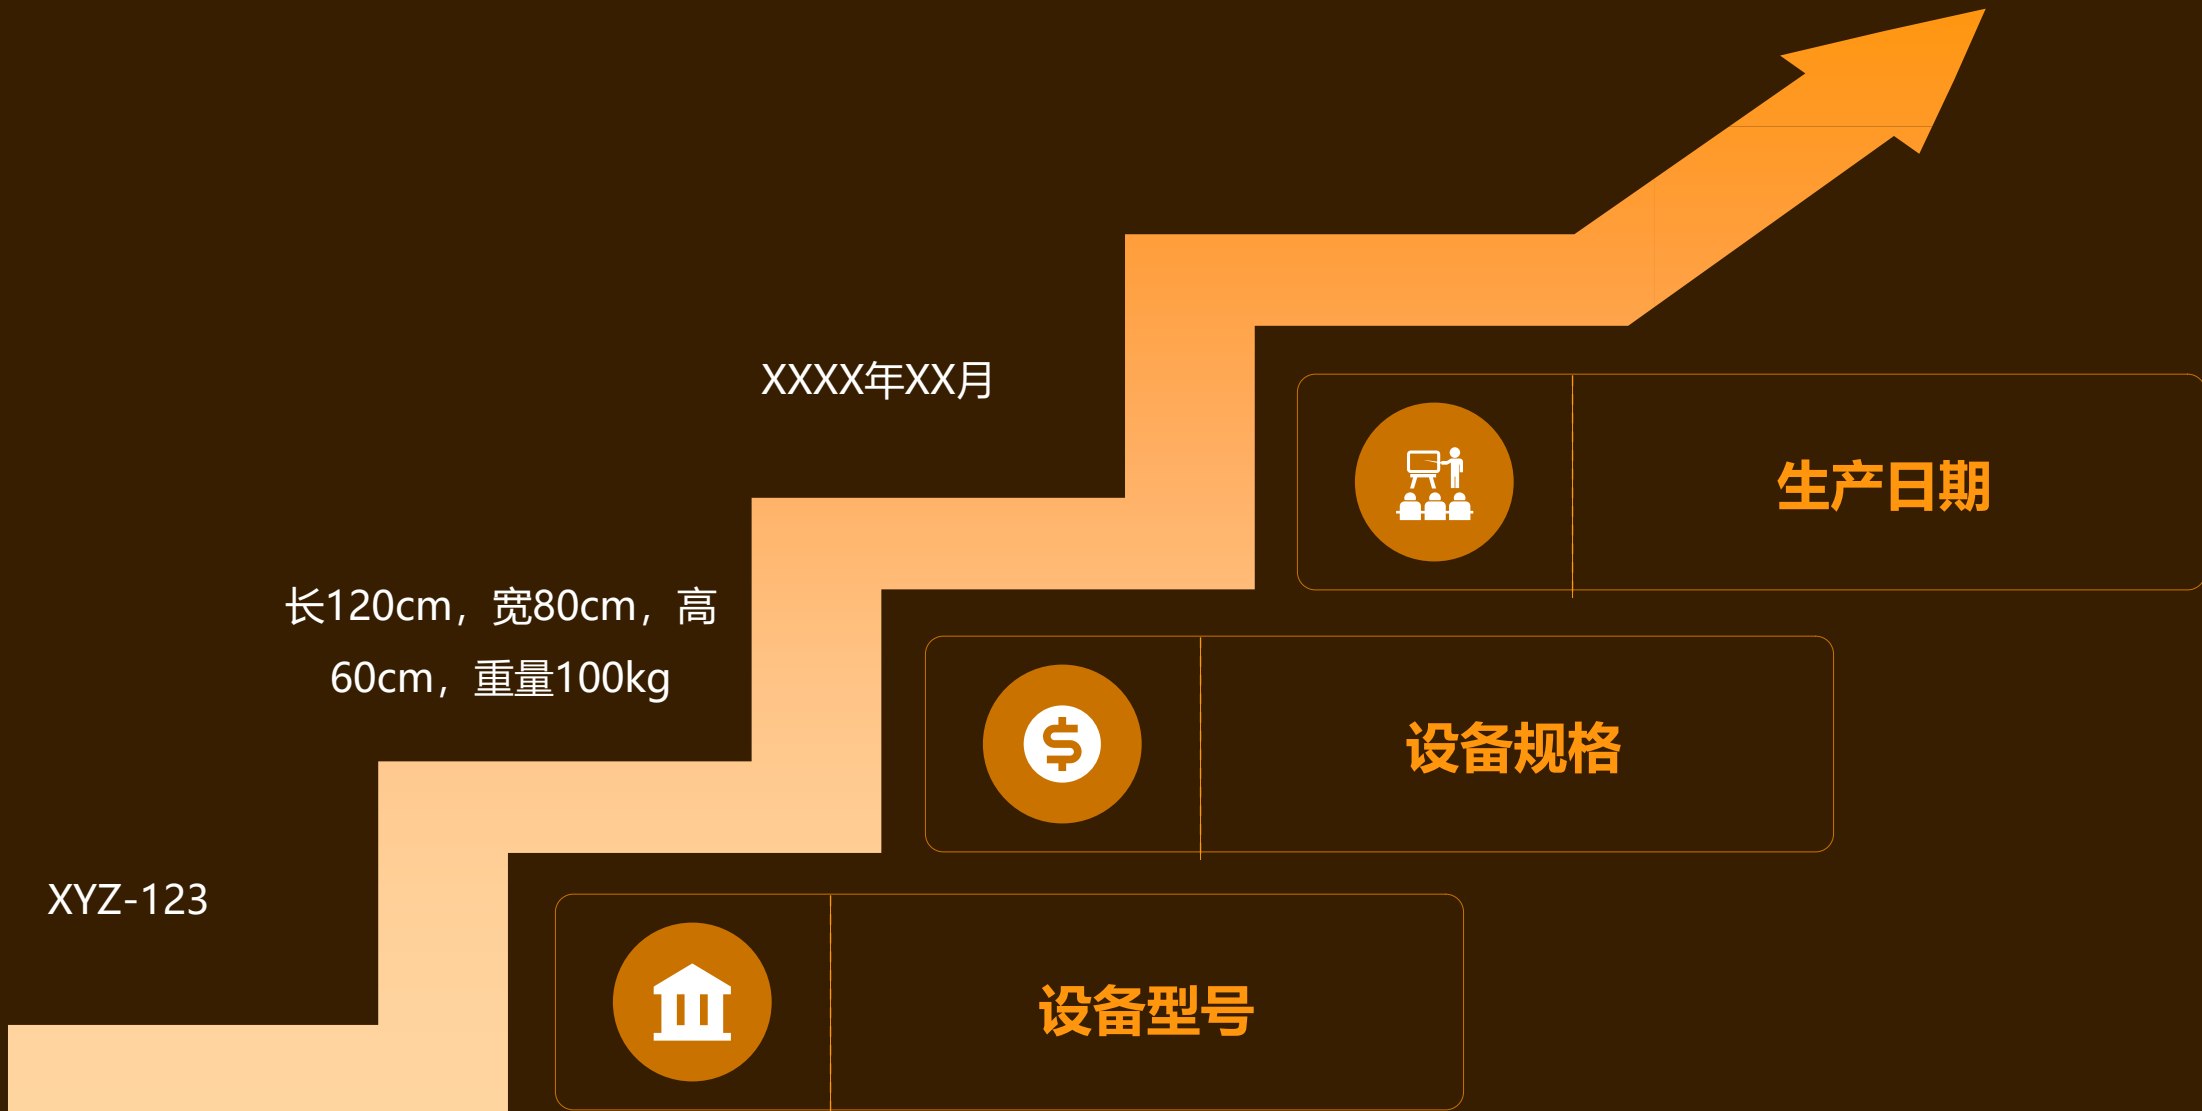 XXXX年XX月
生产日期
长120cm，宽80cm，高
60cm，重量100kg
设备规格
XYZ-123
设备型号